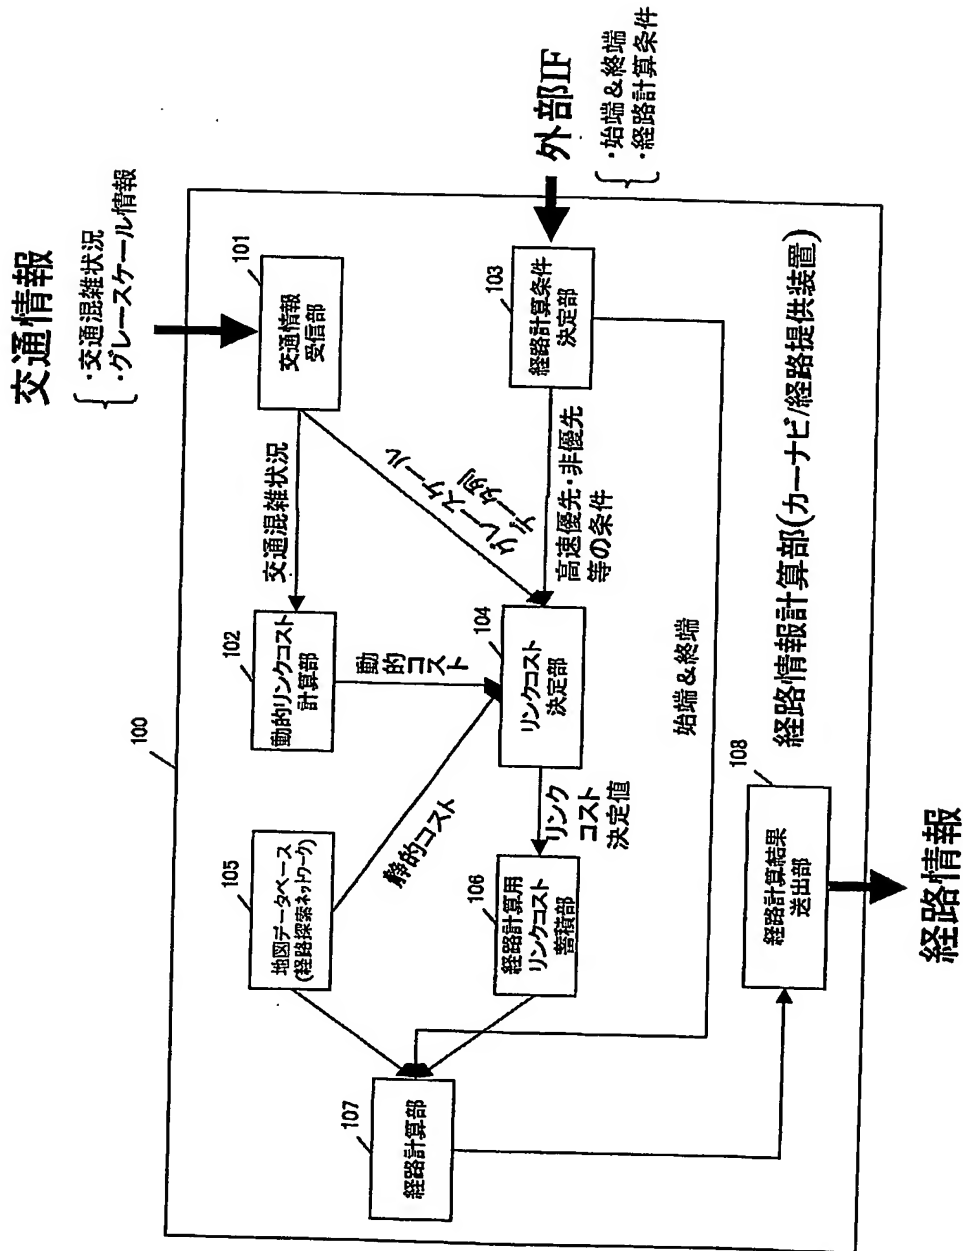 交通情報
・交通混雑状況
・グレースケール情報
外部IF
・始端&終端
・経路計算条件
100
101
交通情報
受信部
交通混雑状況
グレースケール
データ列
102
動的リンクコスト
計算部
動的
コスト
103
経路計算条件
決定部
高速優先・非優先
等の条件
始端&終端
104
リンクコスト
決定部
リンク
コスト
決定値
105
地図データベース
(経路探索ネットワーク)
静的コスト
106
経路計算用
リンクコスト
蓄積部
107
経路計算部
108
経路計算結果
送出部
経路情報計算部(カーナビ/経路提供装置)
経路情報